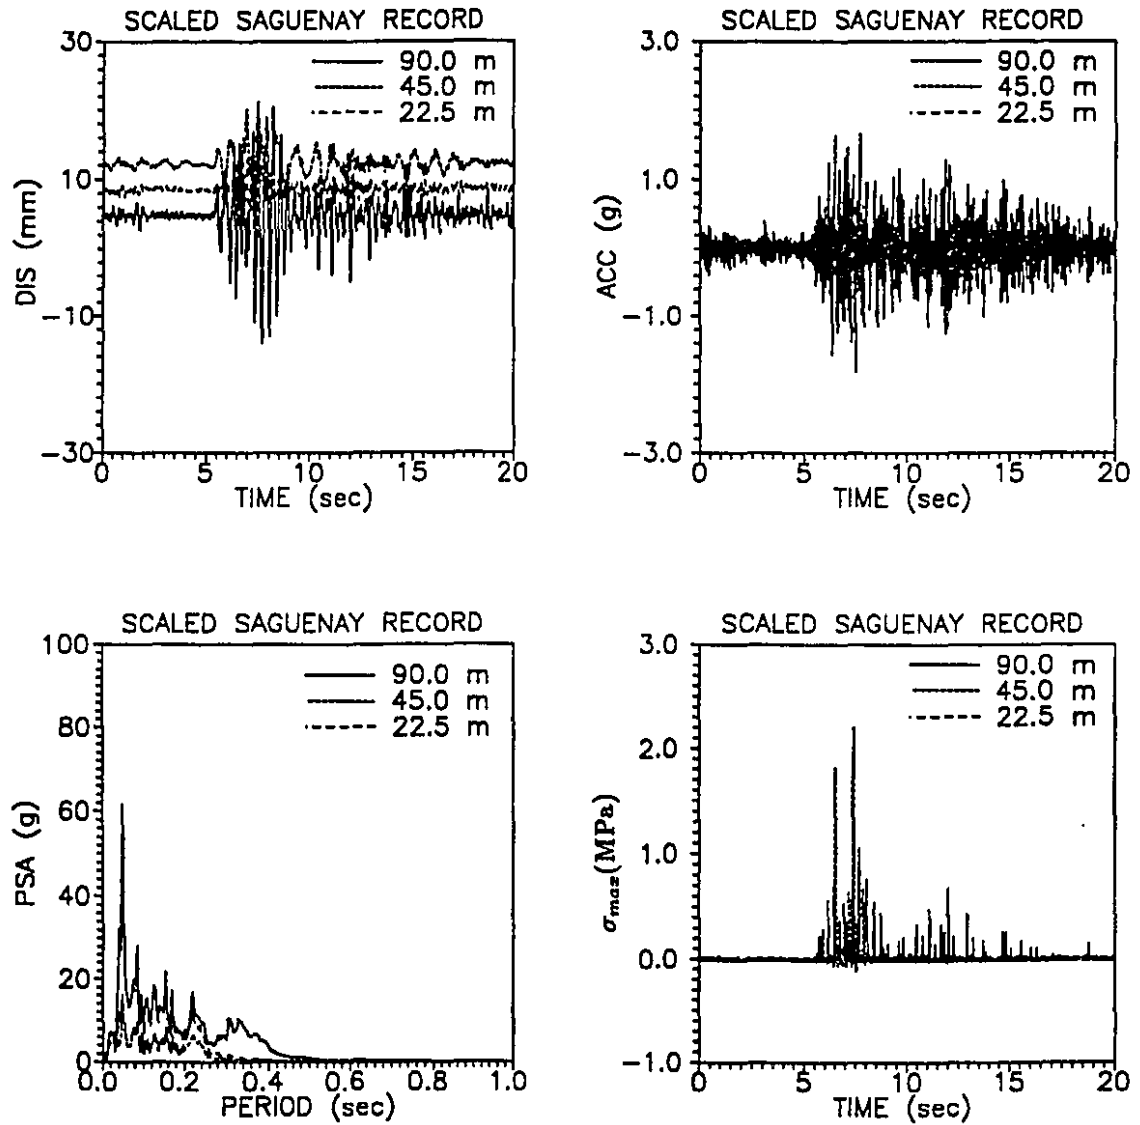 SCALED SAGUENAY RECORD
30
10
-10
-30
DIS (mm)
90.0 m
45.0 m
22.5 m
0 5 10 15 20
TIME (sec)
SCALED SAGUENAY RECORD
3.0
1.0
-1.0
-3.0
ACC (g)
90.0 m
45.0 m
22.5 m
0 5 10 15 20
TIME (sec)
SCALED SAGUENAY RECORD
100
80
60
40
20
0
PSA (g)
90.0 m
45.0 m
22.5 m
0.0 0.2 0.4 0.6 0.8 1.0
PERIOD (sec)
SCALED SAGUENAY RECORD
3.0
2.0
1.0
0.0
-1.0
σmax(MPa)
90.0 m
45.0 m
22.5 m
0 5 10 15 20
TIME (sec)